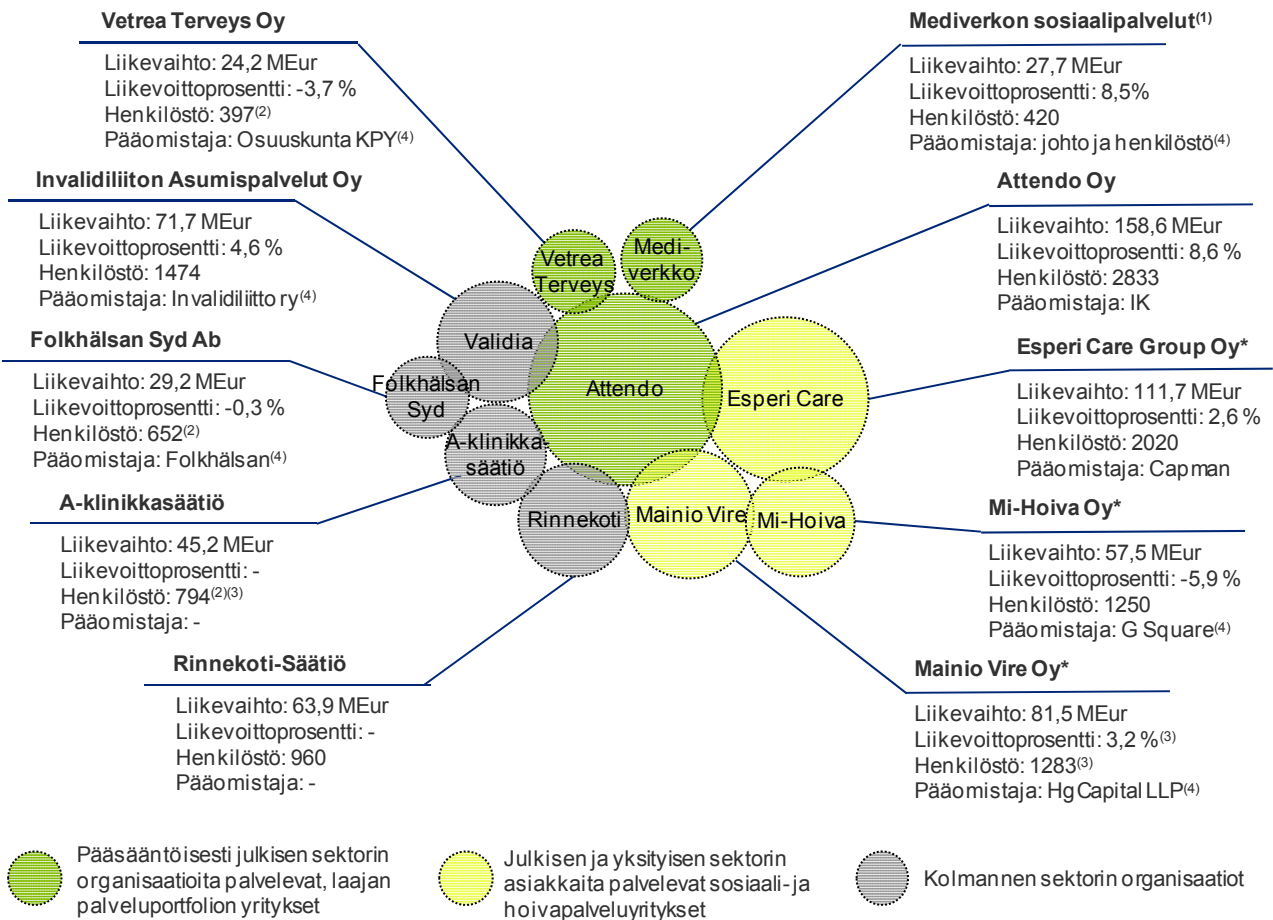 Vetrea Terveys Oy
Liikevaihto: 24,2 MEur
Liikevoittoprosentti: -3,7 %
Henkilöstö: 397(2)
Pääomistaja: Osuuskunta KPY(4)
Mediverkon sosiaalipalvelut(1)
Liikevaihto: 27,7 MEur
Liikevoittoprosentti: 8,5%
Henkilöstö: 420
Pääomistaja: johto ja henkilöstö(4)
Invalidiliiton Asumispalvelut Oy
Liikevaihto: 71,7 MEur
Liikevoittoprosentti: 4,6 %
Henkilöstö: 1474
Pääomistaja: Invalidiliitto ry(4)
Attendo Oy
Liikevaihto: 158,6 MEur
Liikevoittoprosentti: 8,6 %
Henkilöstö: 2833
Pääomistaja: IK
Folkhälsan Syd Ab
Liikevaihto: 29,2 MEur
Liikevoittoprosentti: -0,3 %
Henkilöstö: 652(2)
Pääomistaja: Folkhälsan(4)
Esperi Care Group Oy*
Liikevaihto: 111,7 MEur
Liikevoittoprosentti: 2,6 %
Henkilöstö: 2020
Pääomistaja: Capman
A-klinikkasäätiö
Liikevaihto: 45,2 MEur
Liikevoittoprosentti: -
Henkilöstö: 794(2)(3)
Pääomistaja: -
Mi-Hoiva Oy*
Liikevaihto: 57,5 MEur
Liikevoittoprosentti: -5,9 %
Henkilöstö: 1250
Pääomistaja: G Square(4)
Rinnekoti-Säätiö
Liikevaihto: 63,9 MEur
Liikevoittoprosentti: -
Henkilöstö: 960
Pääomistaja: -
Mainio Vire Oy*
Liikevaihto: 81,5 MEur
Liikevoittoprosentti: 3,2 %(3)
Henkilöstö: 1283(3)
Pääomistaja: HgCapital LLP(4)
Vetrea
Terveys
Medi-
verkko
Validia
Attendo
Esperi Care
Folkhälsan
Syd
A-klinikka-
säätiö
Rinnekoti
Mainio Vire
Mi-Hoiva
Pääsääntöisesti julkisen sektorin
organisaatioita palvelevat, laajan
palveluportfolion yritykset
Julkisen ja yksityisen sektorin
asiakkaita palvelevat sosiaali- ja
hoivapalveluyritykset
Kolmannen sektorin organisaatiot